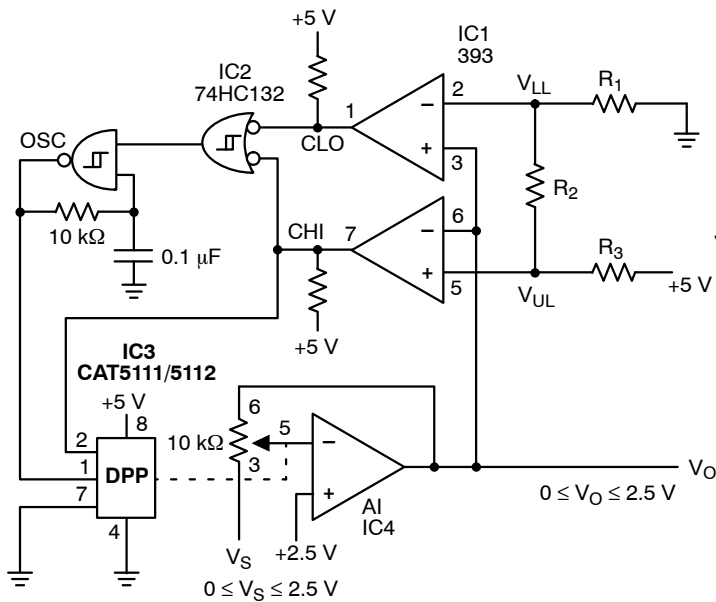 +5 V
IC1
393
IC2
74HC132
OSC
1
2
3
CLO
V_LL
R_1
R_2
10 kΩ
0.1 µF
CHI
7
6
5
V_UL
R_3
+5 V
+5 V
IC3
CAT5111/5112
+5 V
8
2
1
7
4
DPP
10 kΩ
6
5
3
−
+
−
+
−
+
AI
IC4
+2.5 V
V_S
0 ≤ V_S ≤ 2.5 V
V_O
0 ≤ V_O ≤ 2.5 V